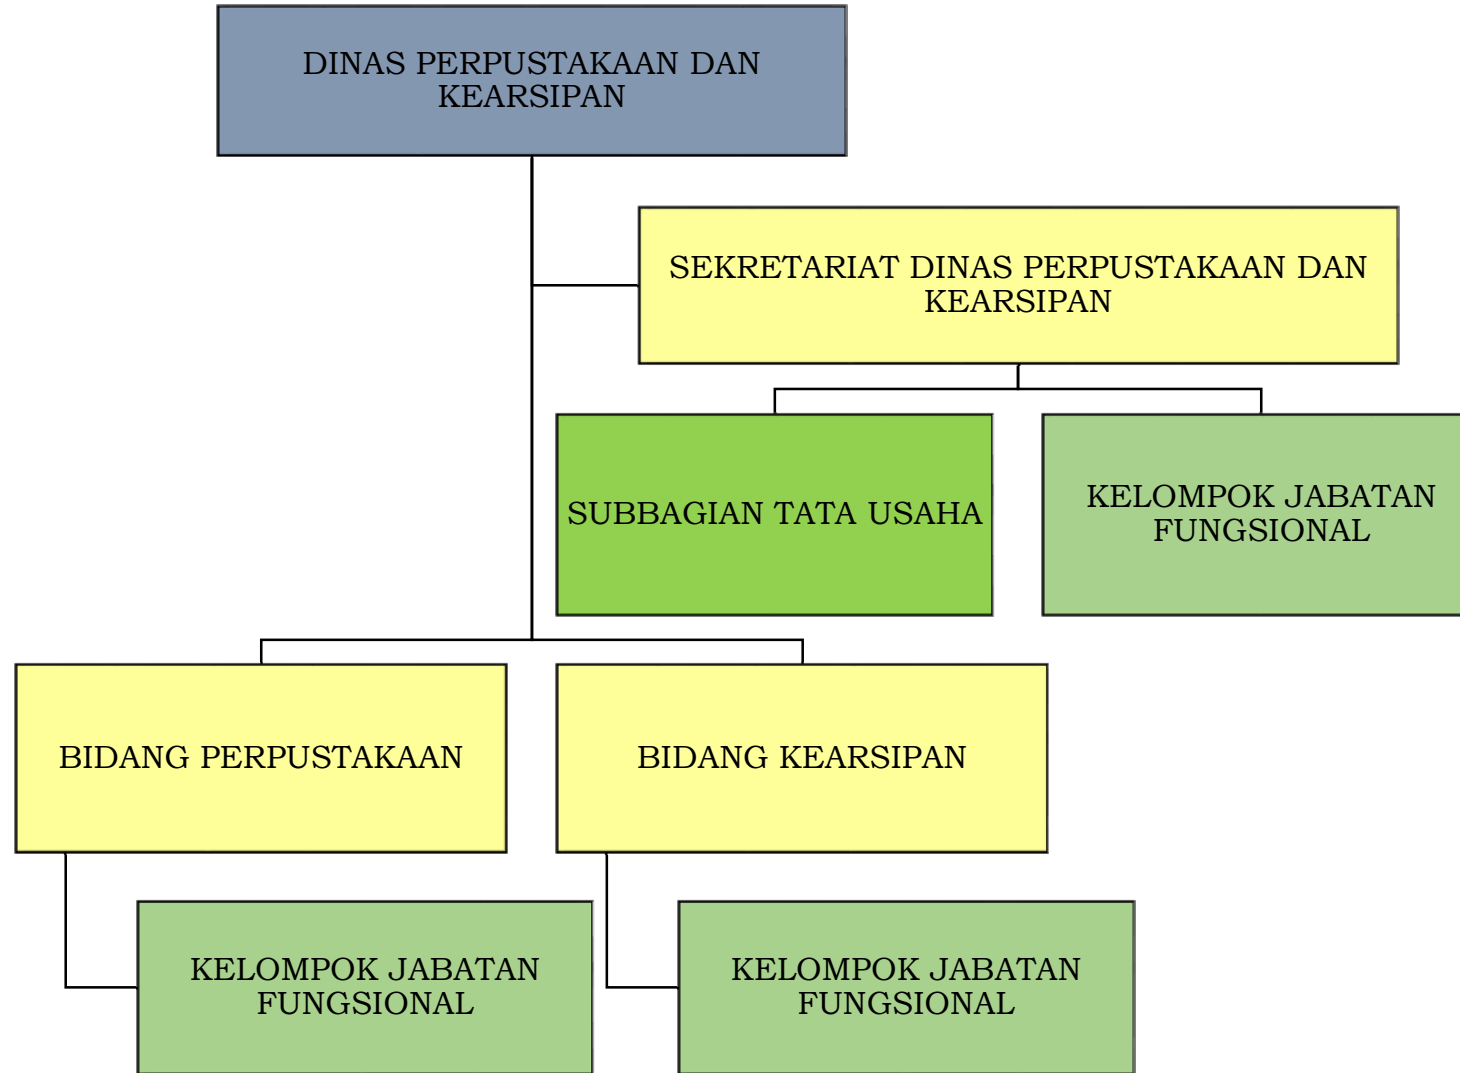 DINAS PERPUSTAKAAN DAN
KEARSIPAN
SEKRETARIAT DINAS PERPUSTAKAAN DAN
KEARSIPAN
SUBBAGIAN TATA USAHA
KELOMPOK JABATAN
FUNGSIONAL
BIDANG PERPUSTAKAAN
BIDANG KEARSIPAN
KELOMPOK JABATAN
FUNGSIONAL
KELOMPOK JABATAN
FUNGSIONAL